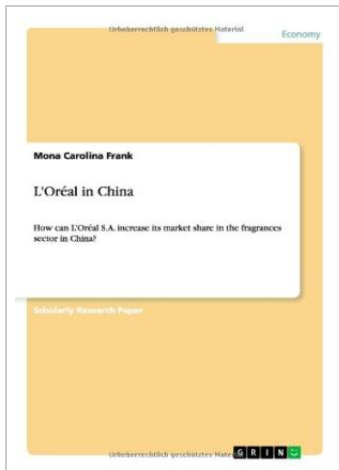 Urheberrechtlich geschütztes Material
Economy
Mona Carolina Frank
L'Oréal in China
How can L'Oréal S.A. increase its market share in the fragrances
sector in China?
Scholarly Research Paper
Urheberrechtlich geschütztes Mater
GRIN